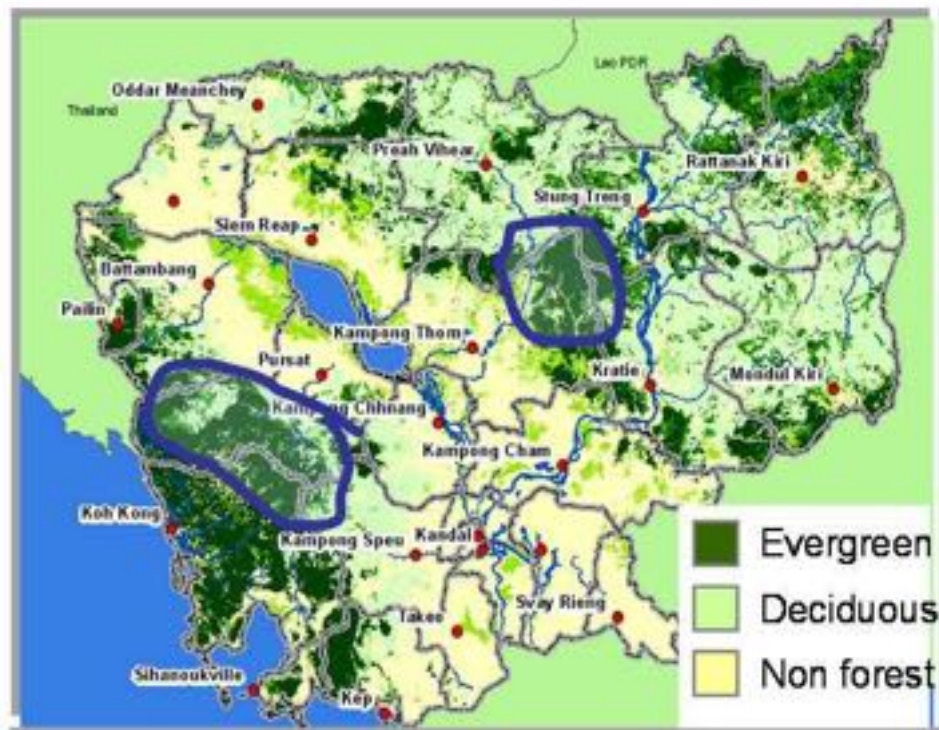 Lao PDR
Oddar Meanchey
Thailand
Preah Vihear
Rattanak Kiri
Stung Treng
Siem Reap
Battambang
Pailin
Kampong Thom
Pursat
Kratie
Mondul Kiri
Kampong Chhnang
Kampong Cham
Koh Kong
Kampong Speu
Kandal
Svay Rieng
Takeo
Sihanoukville
Kep
Evergreen
Deciduous
Non forest